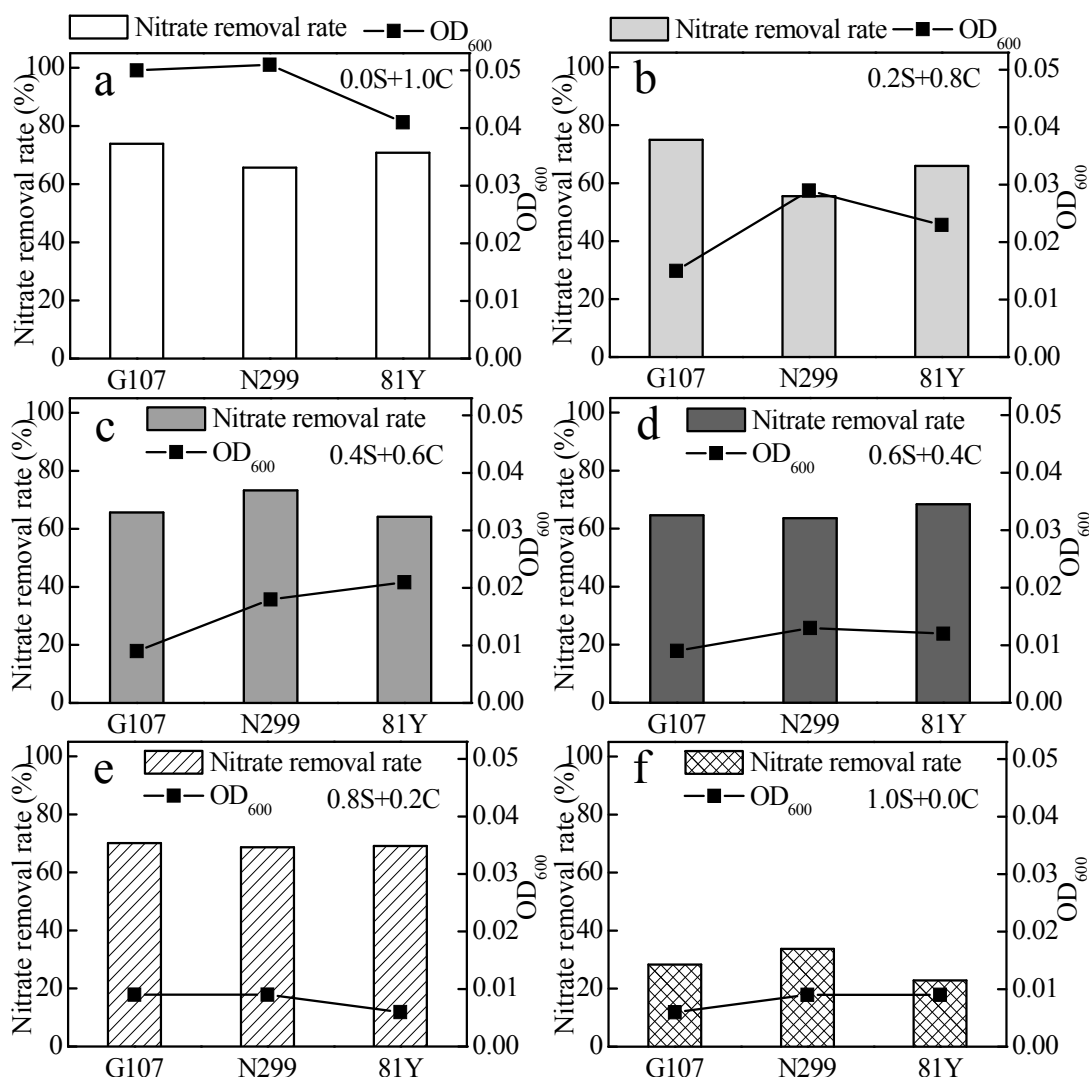 Nitrate removal rate OD600
a 0.0S+1.0C
Nitrate removal rate (%)
100
80
60
40
20
0
0.05
0.04
0.03
0.02
0.01
0.00
OD600
G107 N299 81Y
Nitrate removal rate OD600
b 0.2S+0.8C
Nitrate removal rate (%)
100
80
60
40
20
0
0.05
0.04
0.03
0.02
0.01
0.00
OD600
G107 N299 81Y
c Nitrate removal rate
OD600 0.4S+0.6C
Nitrate removal rate (%)
100
80
60
40
20
0
0.05
0.04
0.03
0.02
0.01
0.00
OD600
G107 N299 81Y
d Nitrate removal rate
OD600 0.6S+0.4C
Nitrate removal rate (%)
100
80
60
40
20
0
0.05
0.04
0.03
0.02
0.01
0.00
OD600
G107 N299 81Y
e Nitrate removal rate
OD600 0.8S+0.2C
Nitrate removal rate (%)
100
80
60
40
20
0
0.05
0.04
0.03
0.02
0.01
0.00
OD600
G107 N299 81Y
f Nitrate removal rate
OD600 1.0S+0.0C
Nitrate removal rate (%)
100
80
60
40
20
0
0.05
0.04
0.03
0.02
0.01
0.00
OD600
G107 N299 81Y